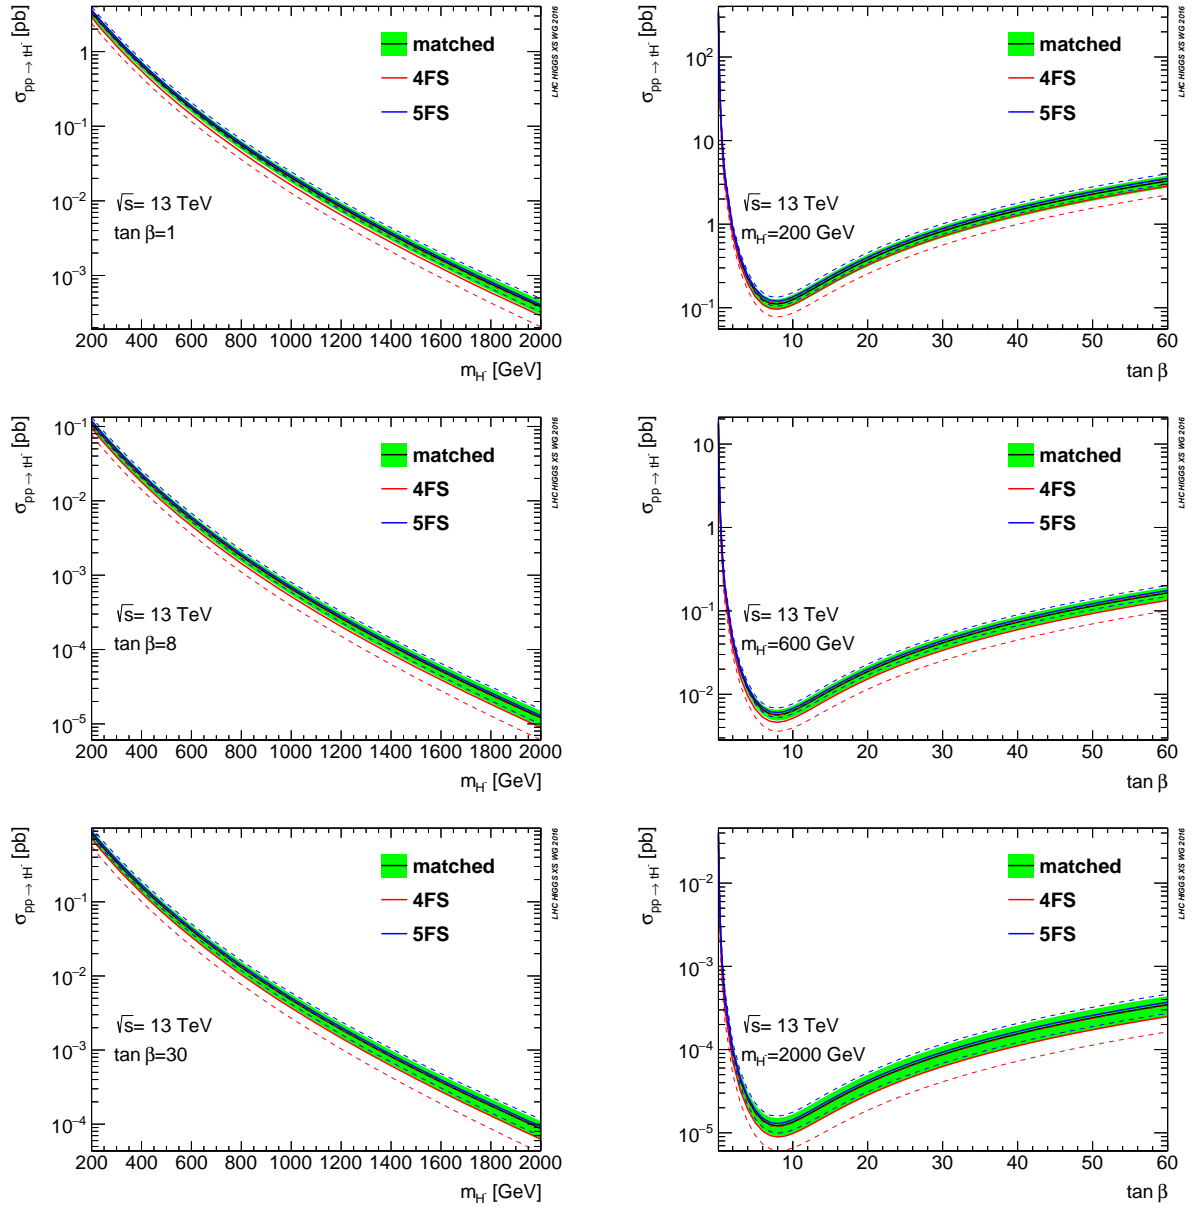 σpp → tH⁻ [pb]
LHC HIGGS XS WG 2016
matched
4FS
5FS
1
10⁻¹
10⁻²
10⁻³
√s= 13 TeV
tan β=1
200 400 600 800 1000 1200 1400 1600 1800 2000
mH⁻ [GeV]
σpp → tH⁻ [pb]
LHC HIGGS XS WG 2016
matched
4FS
5FS
10²
10
1
10⁻¹
√s= 13 TeV
mH⁻=200 GeV
10 20 30 40 50 60
tan β
σpp → tH⁻ [pb]
LHC HIGGS XS WG 2016
matched
4FS
5FS
10⁻¹
10⁻²
10⁻³
10⁻⁴
10⁻⁵
√s= 13 TeV
tan β=8
200 400 600 800 1000 1200 1400 1600 1800 2000
mH⁻ [GeV]
σpp → tH⁻ [pb]
LHC HIGGS XS WG 2016
matched
4FS
5FS
10
1
10⁻¹
10⁻²
√s= 13 TeV
mH⁻=600 GeV
10 20 30 40 50 60
tan β
σpp → tH⁻ [pb]
LHC HIGGS XS WG 2016
matched
4FS
5FS
10⁻¹
10⁻²
10⁻³
10⁻⁴
√s= 13 TeV
tan β=30
200 400 600 800 1000 1200 1400 1600 1800 2000
mH⁻ [GeV]
σpp → tH⁻ [pb]
LHC HIGGS XS WG 2016
matched
4FS
5FS
10⁻²
10⁻³
10⁻⁴
10⁻⁵
√s= 13 TeV
mH⁻=2000 GeV
10 20 30 40 50 60
tan β